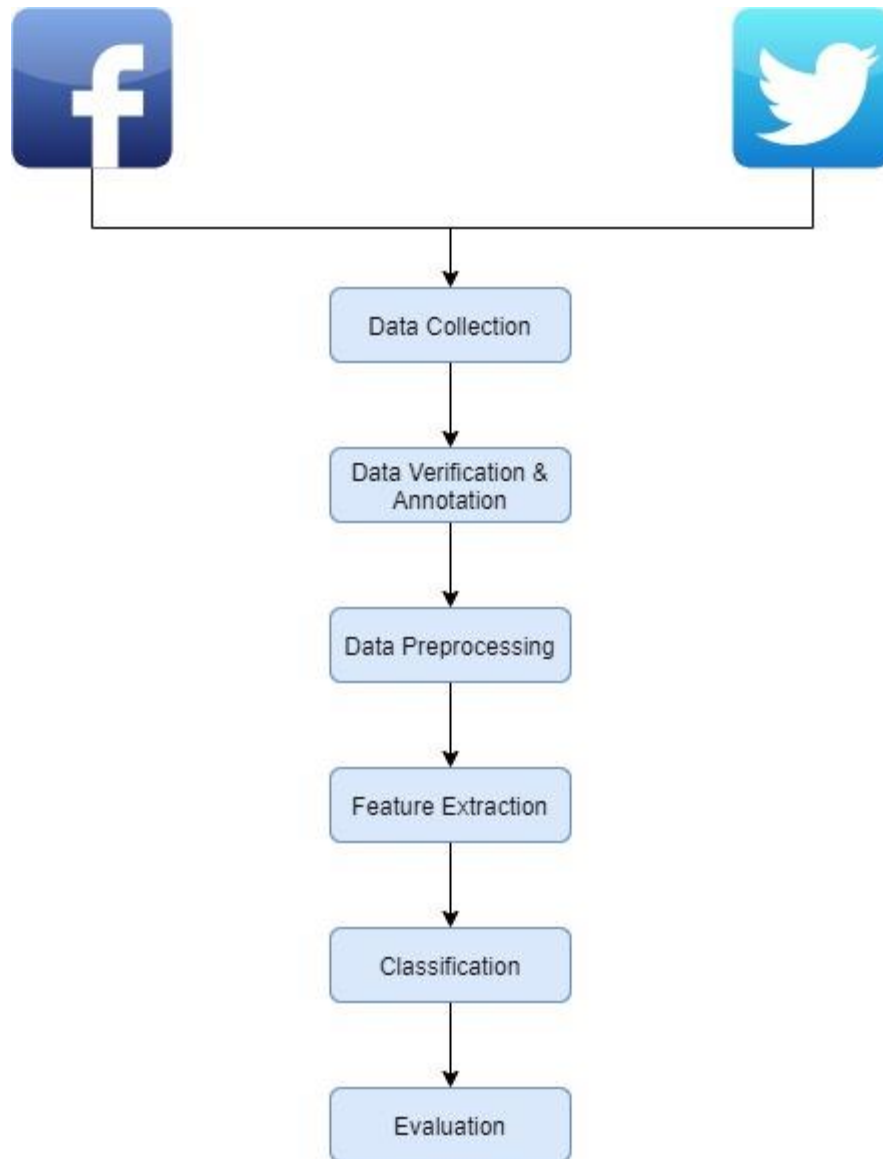 f
Data Collection
Data Verification &
Annotation
Data Preprocessing
Feature Extraction
Classification
Evaluation